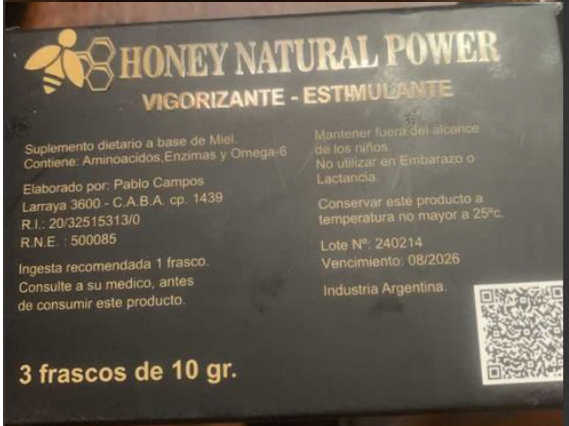 HONEY NATURAL POWER
VIGORIZANTE - ESTIMULANTE
Suplemento dietario a base de Miel.
Contiene: Aminoacidos,Enzimas y Omega-6
Elaborado por: Pablo Campos
Larraya 3600 - C.A.B.A. cp. 1439
R.I.: 20/32515313/0
R.N.E. : 500085
Ingesta recomendada 1 frasco.
Consulte a su medico, antes
de consumir este producto.
3 frascos de 10 gr.
Mantener fuera del alcance
de los niños.
No utilizar en Embarazo o
Lactancia.
Conservar este producto a
temperatura no mayor a 25ºc.
Lote Nº: 240214
Vencimiento: 08/2026
Industria Argentina.